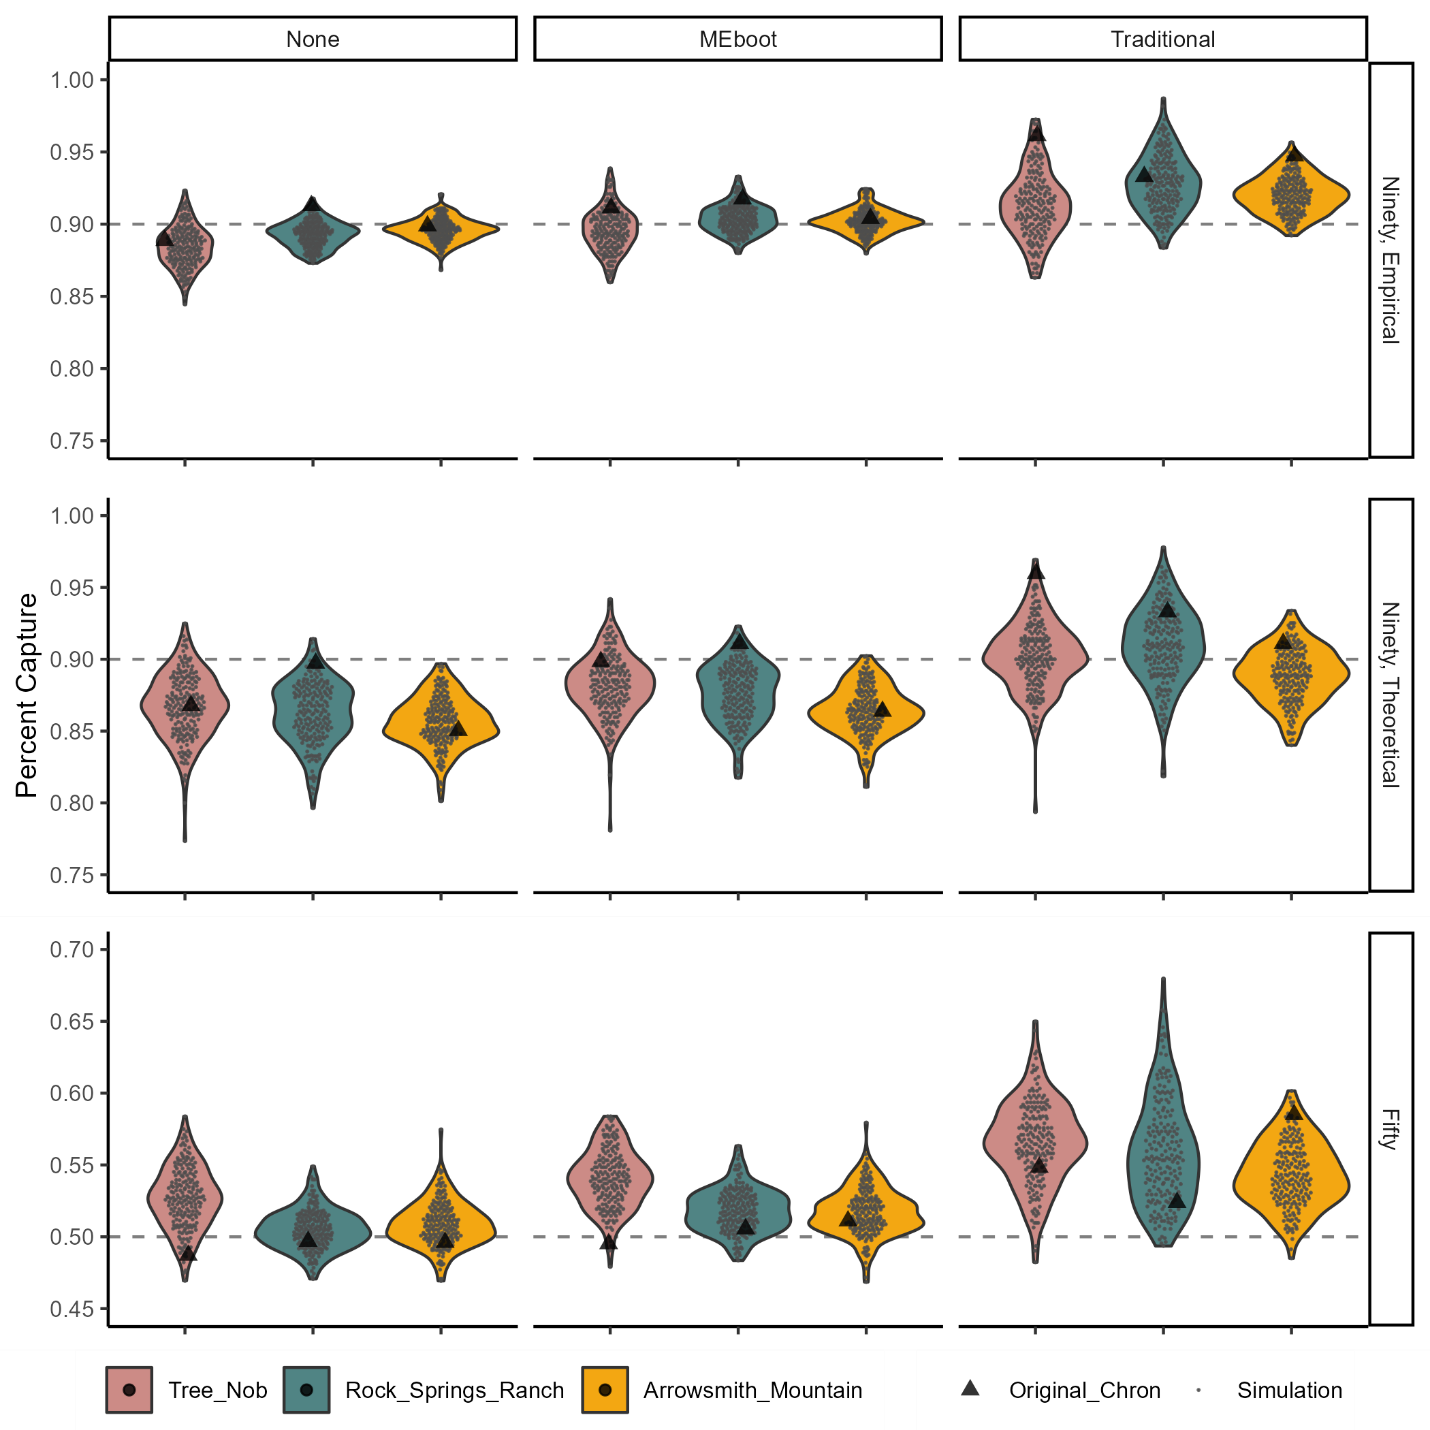 None
MEboot
Traditional
1.00
0.95
0.90
0.85
0.80
0.75
Ninety, Empirical
1.00
0.95
0.90
0.85
0.80
0.75
Ninety, Theoretical
Percent Capture
0.70
0.65
0.60
0.55
0.50
0.45
Fifty
Tree_Nob
Rock_Springs_Ranch
Arrowsmith_Mountain
Original_Chron
Simulation